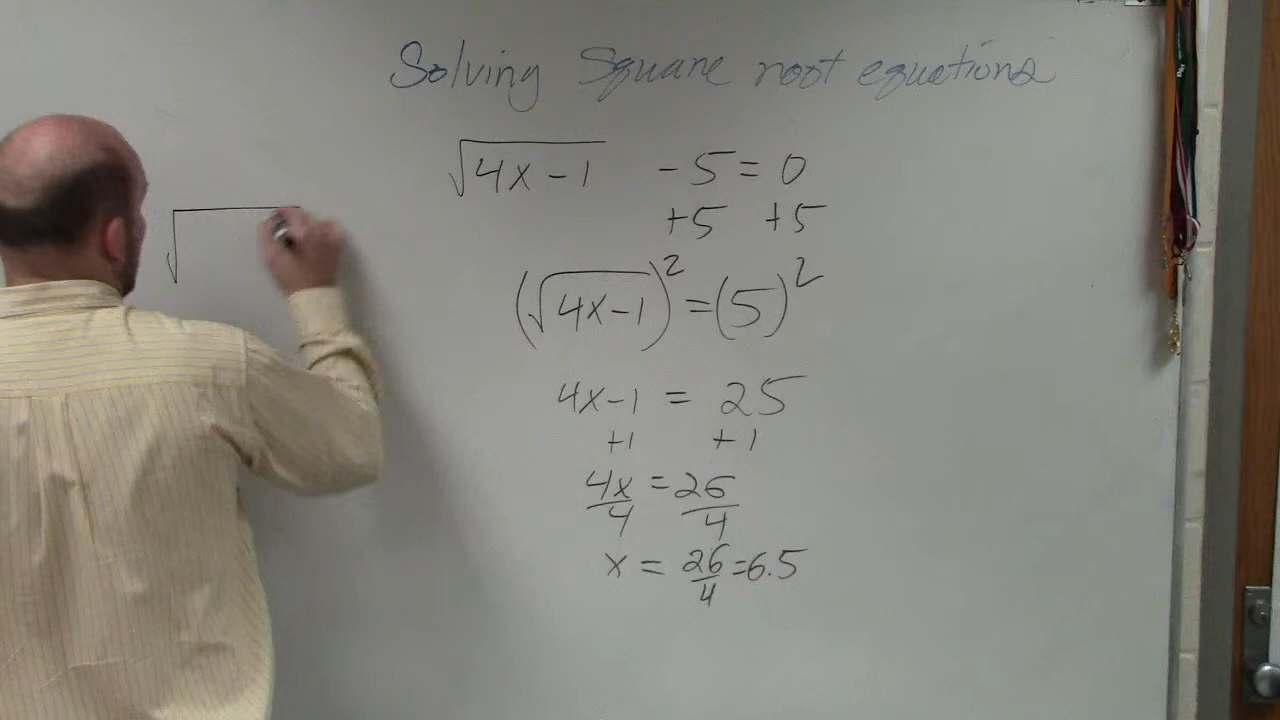 Solving Square root equations
√4x-1 -5=0
+5 +5
(√4x-1)²=(5)²
4x-1 = 25
+1 +1
4x/4 = 26/4
x = 26/4 =6.5
√